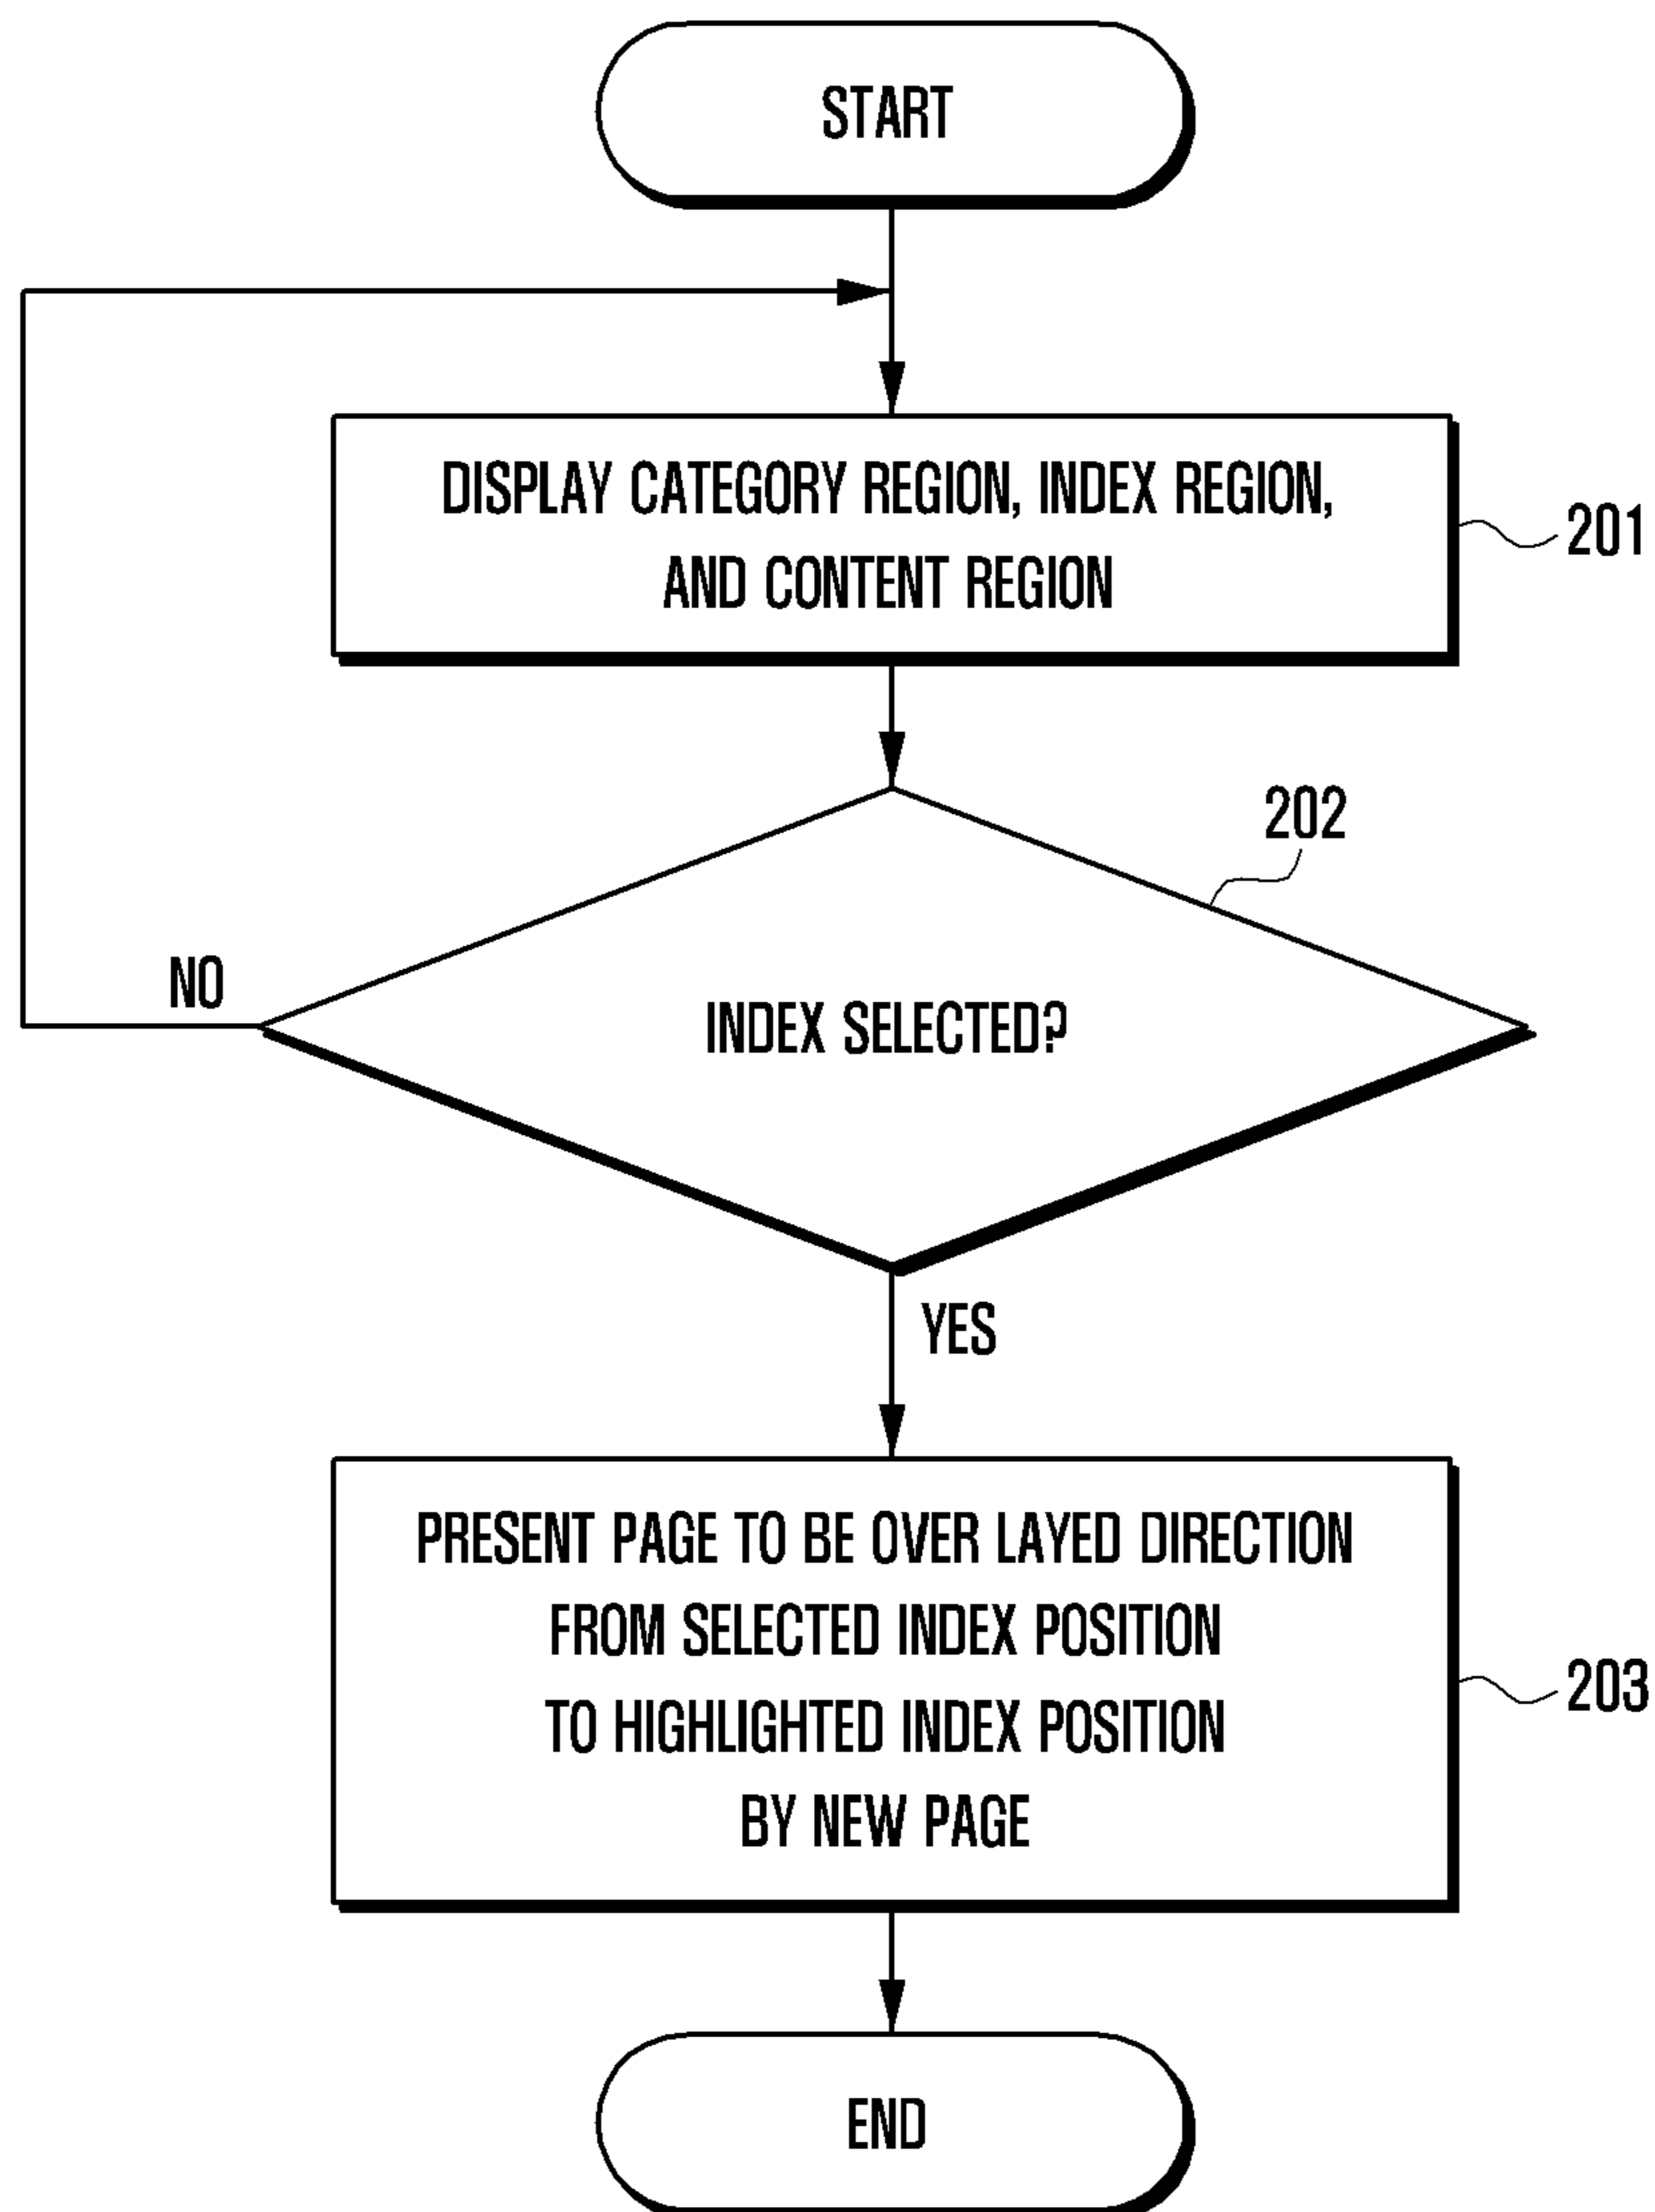 START
DISPLAY CATEGORY REGION, INDEX REGION,
AND CONTENT REGION
201
202
NO
INDEX SELECTED?
YES
PRESENT PAGE TO BE OVER LAYED DIRECTION
FROM SELECTED INDEX POSITION
TO HIGHLIGHTED INDEX POSITION
BY NEW PAGE
203
END